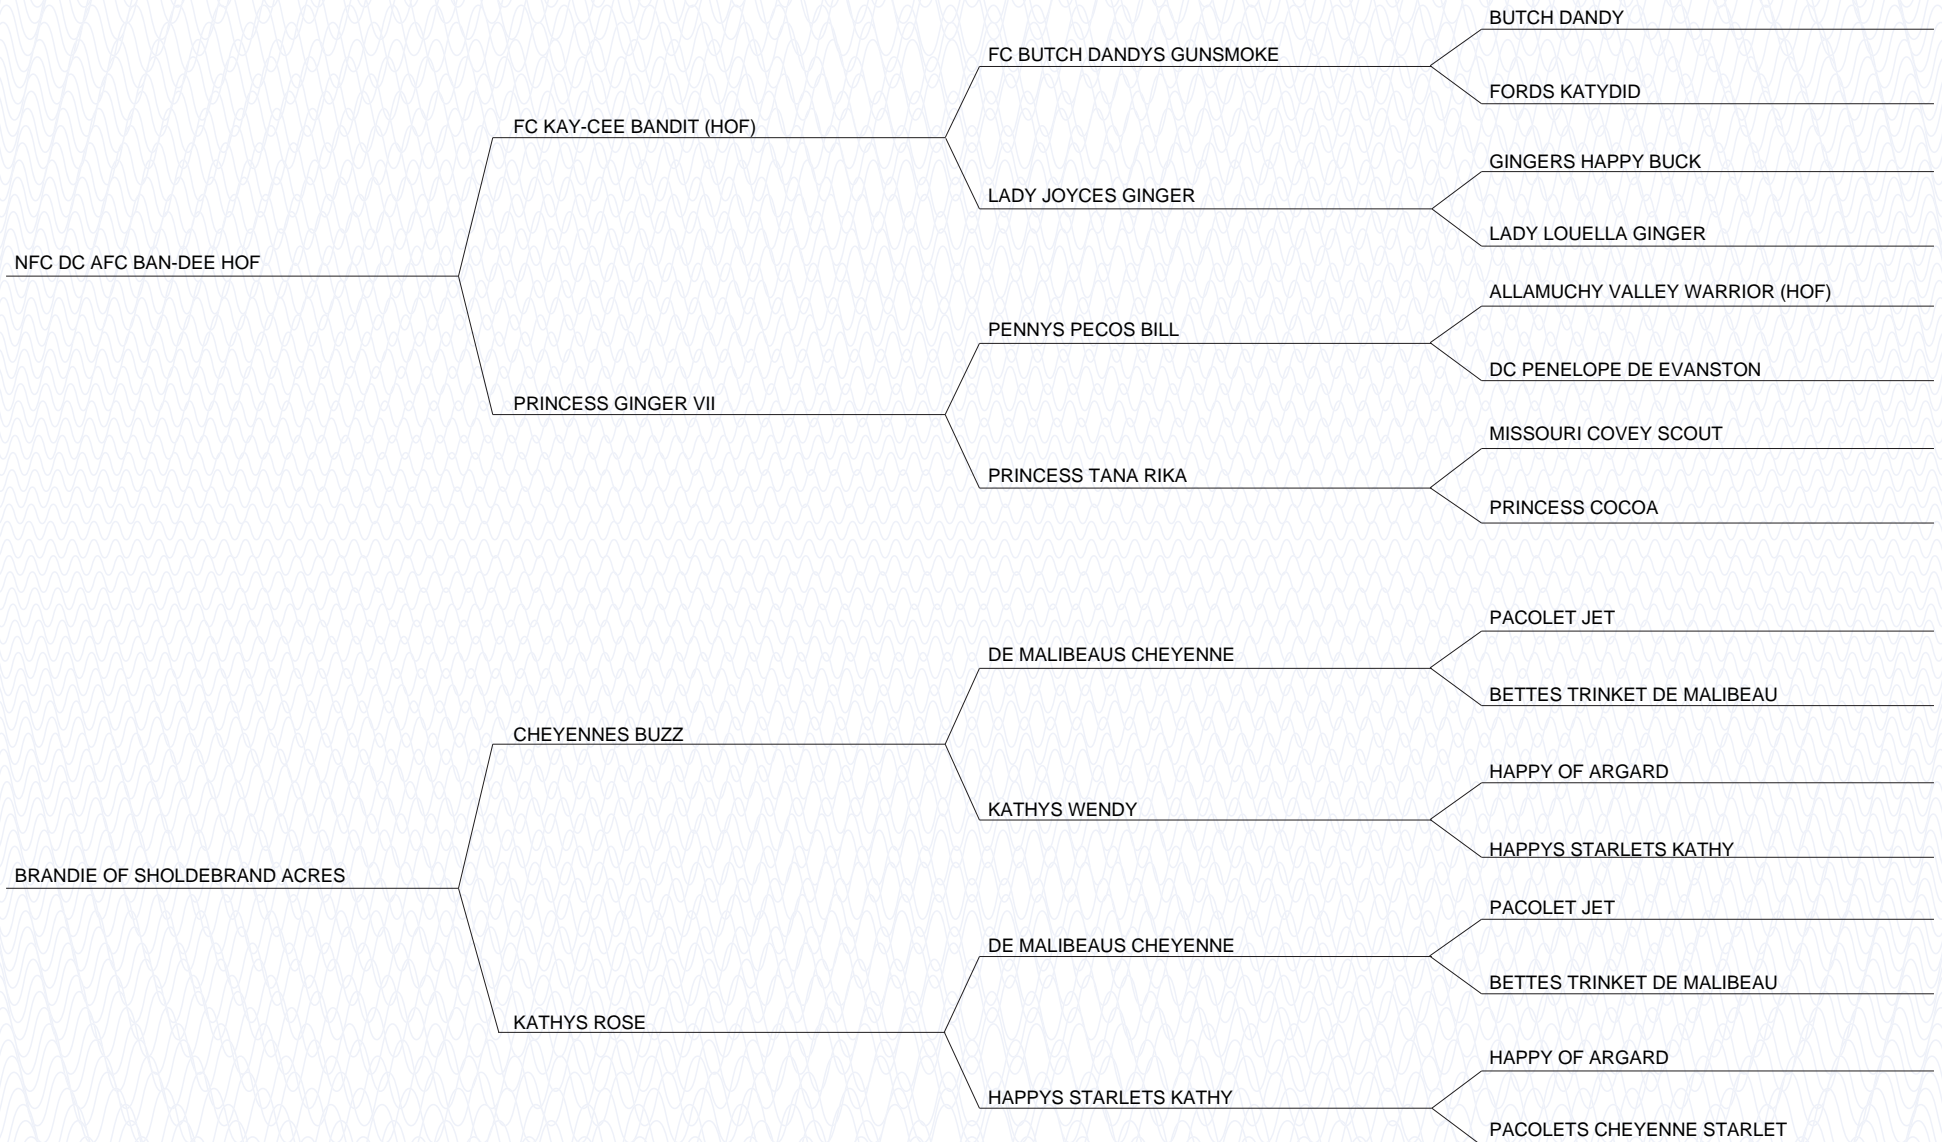 BUTCH DANDY
FC BUTCH DANDYS GUNSMOKE
FORDS KATYDID
FC KAY-CEE BANDIT (HOF)
GINGERS HAPPY BUCK
LADY JOYCES GINGER
LADY LOUELLA GINGER
NFC DC AFC BAN-DEE HOF
ALLAMUCHY VALLEY WARRIOR (HOF)
PENNYS PECOS BILL
DC PENELOPE DE EVANSTON
PRINCESS GINGER VII
MISSOURI COVEY SCOUT
PRINCESS TANA RIKA
PRINCESS COCOA
PACOLET JET
DE MALIBEAUS CHEYENNE
BETTES TRINKET DE MALIBEAU
CHEYENNES BUZZ
HAPPY OF ARGARD
KATHYS WENDY
HAPPYS STARLETS KATHY
BRANDIE OF SHOLDEBRAND ACRES
PACOLET JET
DE MALIBEAUS CHEYENNE
BETTES TRINKET DE MALIBEAU
KATHYS ROSE
HAPPY OF ARGARD
HAPPYS STARLETS KATHY
PACOLETS CHEYENNE STARLET